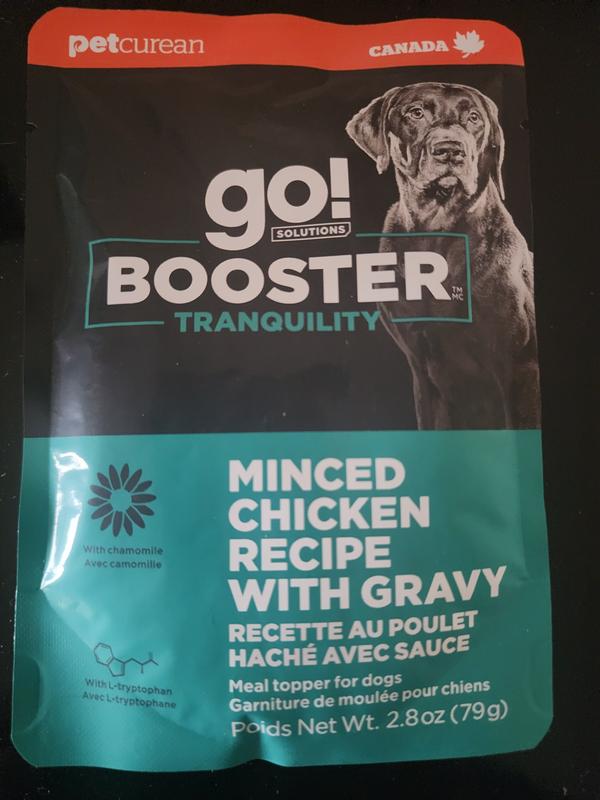 petcurean
CANADA
go!
SOLUTIONS
BOOSTER TM MC
TRANQUILITY
With chamomile
Avec camomille
With L-tryptophan
Avec L-tryptophane
MINCED
CHICKEN
RECIPE
WITH GRAVY
RECETTE AU POULET
HACHÉ AVEC SAUCE
Meal topper for dogs
Garniture de moulée pour chiens
Poids Net Wt. 2.8oz (79g)